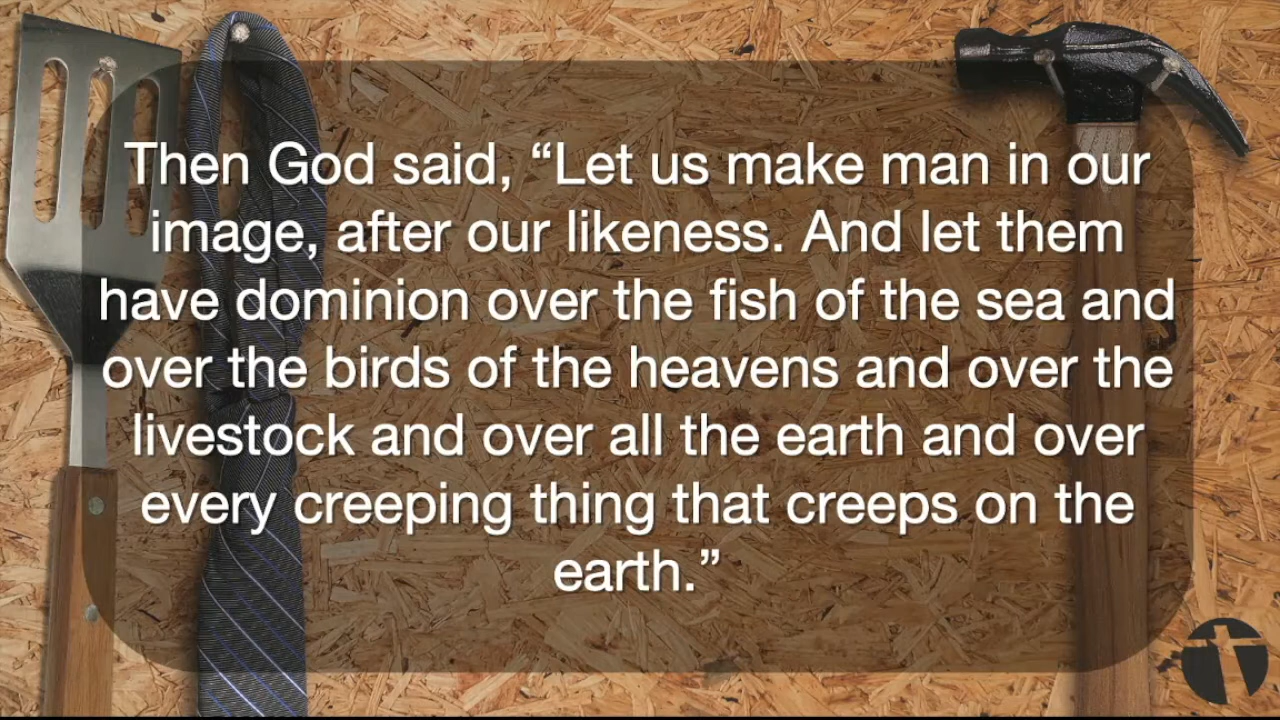 Then God said, “Let us make man in our
image, after our likeness. And let them
have dominion over the fish of the sea and
over the birds of the heavens and over the
livestock and over all the earth and over
every creeping thing that creeps on the
earth.”